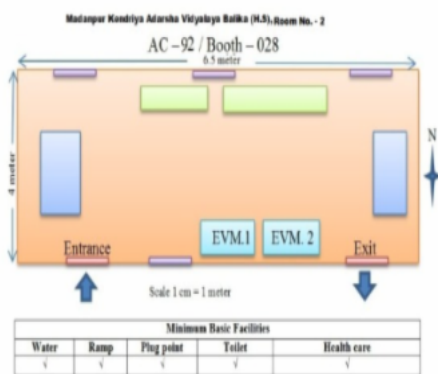 Madanpur Kendriya Adarsha Vidyalaya Balika (H.S), Room No. - 2
AC – 92 / Booth – 028
6.5 meter
4 meter
N
EVM.1
EVM. 2
Entrance
Exit
Scale 1 cm = 1 meter
Minimum Basic Facilities
Water Ramp Plug point Toilet Health care
√ √ √ √ √